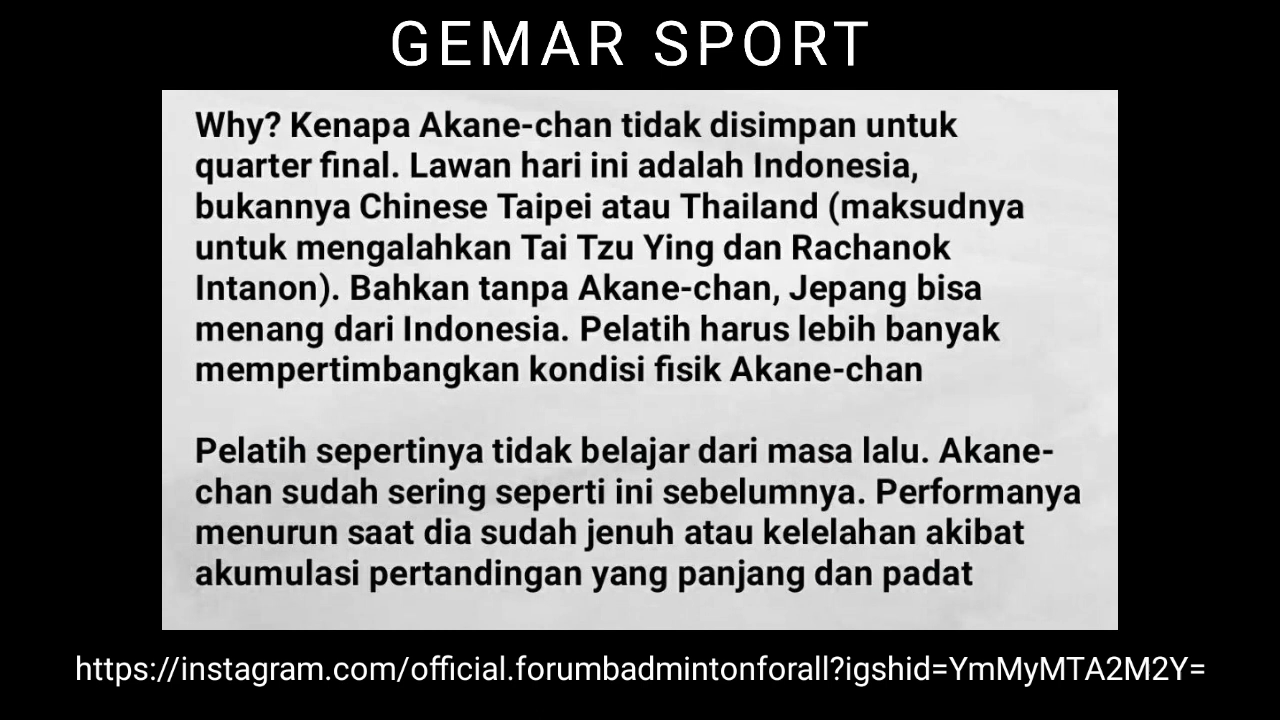 GEMAR SPORT
Why? Kenapa Akane-chan tidak disimpan untuk
quarter final. Lawan hari ini adalah Indonesia,
bukannya Chinese Taipei atau Thailand (maksudnya
untuk mengalahkan Tai Tzu Ying dan Rachanok
Intanon). Bahkan tanpa Akane-chan, Jepang bisa
menang dari Indonesia. Pelatih harus lebih banyak
mempertimbangkan kondisi fisik Akane-chan
Pelatih sepertinya tidak belajar dari masa lalu. Akane-
chan sudah sering seperti ini sebelumnya. Performanya
menurun saat dia sudah jenuh atau kelelahan akibat
akumulasi pertandingan yang panjang dan padat
https://instagram.com/official.forumbadmintonforall?igshid=YmMyMTA2M2Y=